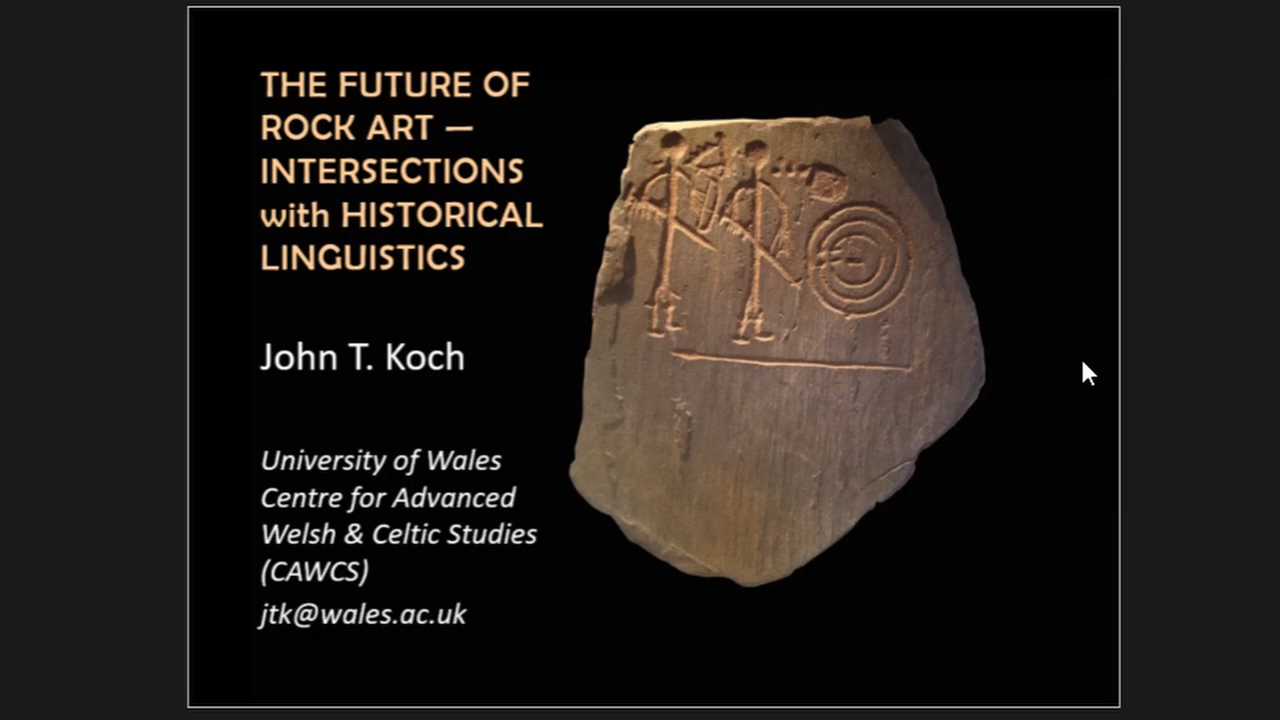 THE FUTURE OF
ROCK ART —
INTERSECTIONS
with HISTORICAL
LINGUISTICS
John T. Koch
University of Wales
Centre for Advanced
Welsh & Celtic Studies
(CAWCS)
jtk@wales.ac.uk